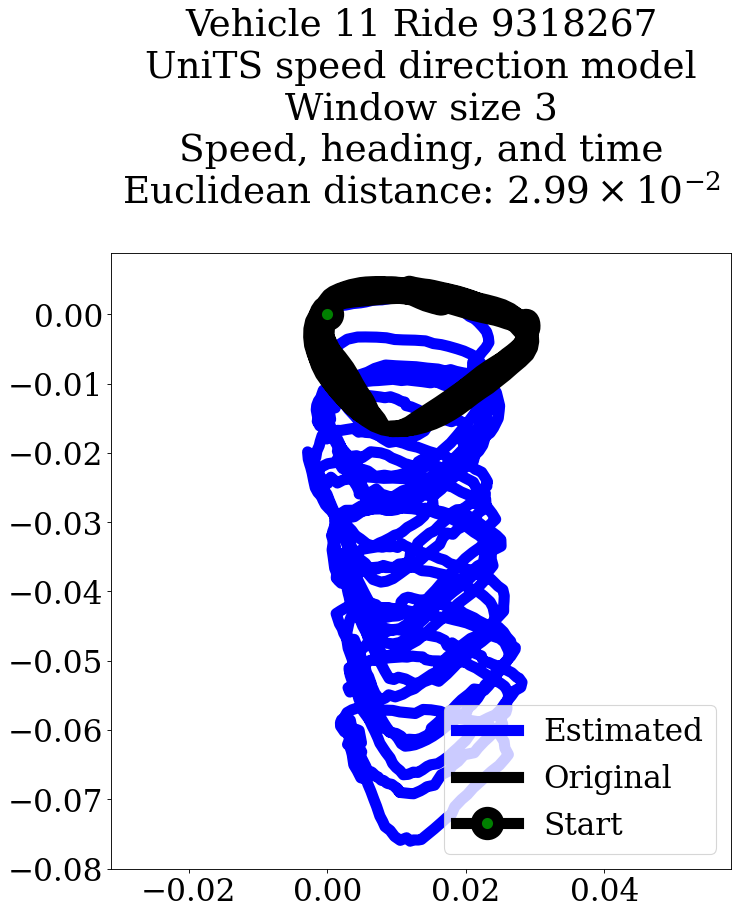 Vehicle 11 Ride 9318267
UniTS speed direction model
Window size 3
Speed, heading, and time
Euclidean distance: 2.99 × 10⁻²
0.00
−0.01
−0.02
−0.03
−0.04
−0.05
−0.06
−0.07
−0.08
−0.02 0.00 0.02 0.04
Estimated
Original
Start